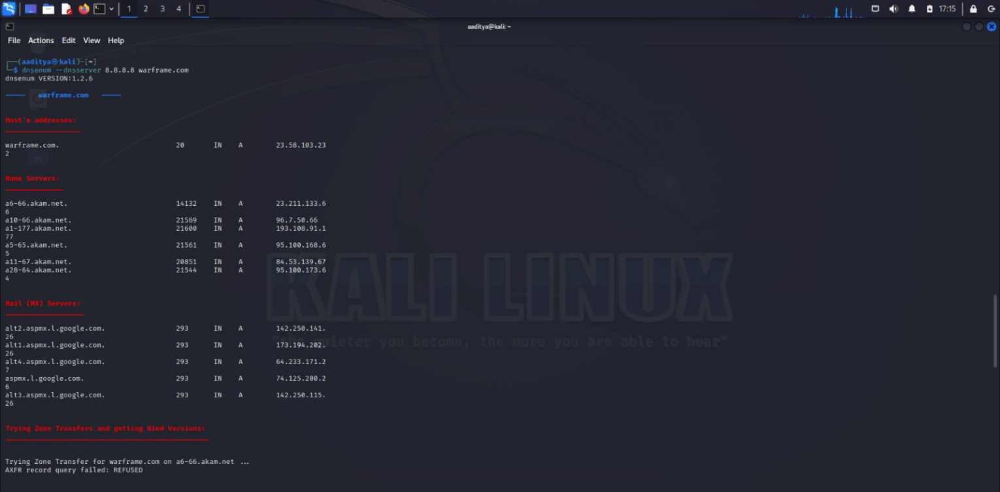 1 2 3 4 17:15
aaditya@kali: ~
File Actions Edit View Help
┌──(aaditya㉿kali)-[~]
└─$ dnsenum --dnsserver 8.8.8.8 warframe.com
dnsenum VERSION:1.2.6
----- warframe.com -----
Host's addresses:
warframe.com. 20 IN A 23.58.103.23
2
Name Servers:
a6-66.akam.net. 14132 IN A 23.211.133.6
6
a10-66.akam.net. 21589 IN A 96.7.50.66
a1-177.akam.net. 21600 IN A 193.108.91.1
77
a5-65.akam.net. 21561 IN A 95.100.168.6
5
a11-67.akam.net. 20851 IN A 84.53.139.67
a28-64.akam.net. 21544 IN A 95.100.173.6
4
KALI LINUX
Mail (MX) Servers:
alt2.aspmx.l.google.com. 293 IN A 142.250.141.
26
"the quieter you become, the more you are able to hear"
alt1.aspmx.l.google.com. 293 IN A 173.194.202.
26
alt4.aspmx.l.google.com. 293 IN A 64.233.171.2
7
aspmx.l.google.com. 293 IN A 74.125.200.2
6
alt3.aspmx.l.google.com. 293 IN A 142.250.115.
26
Trying Zone Transfers and getting Bind Versions:
Trying Zone Transfer for warframe.com on a6-66.akam.net ...
AXFR record query failed: REFUSED